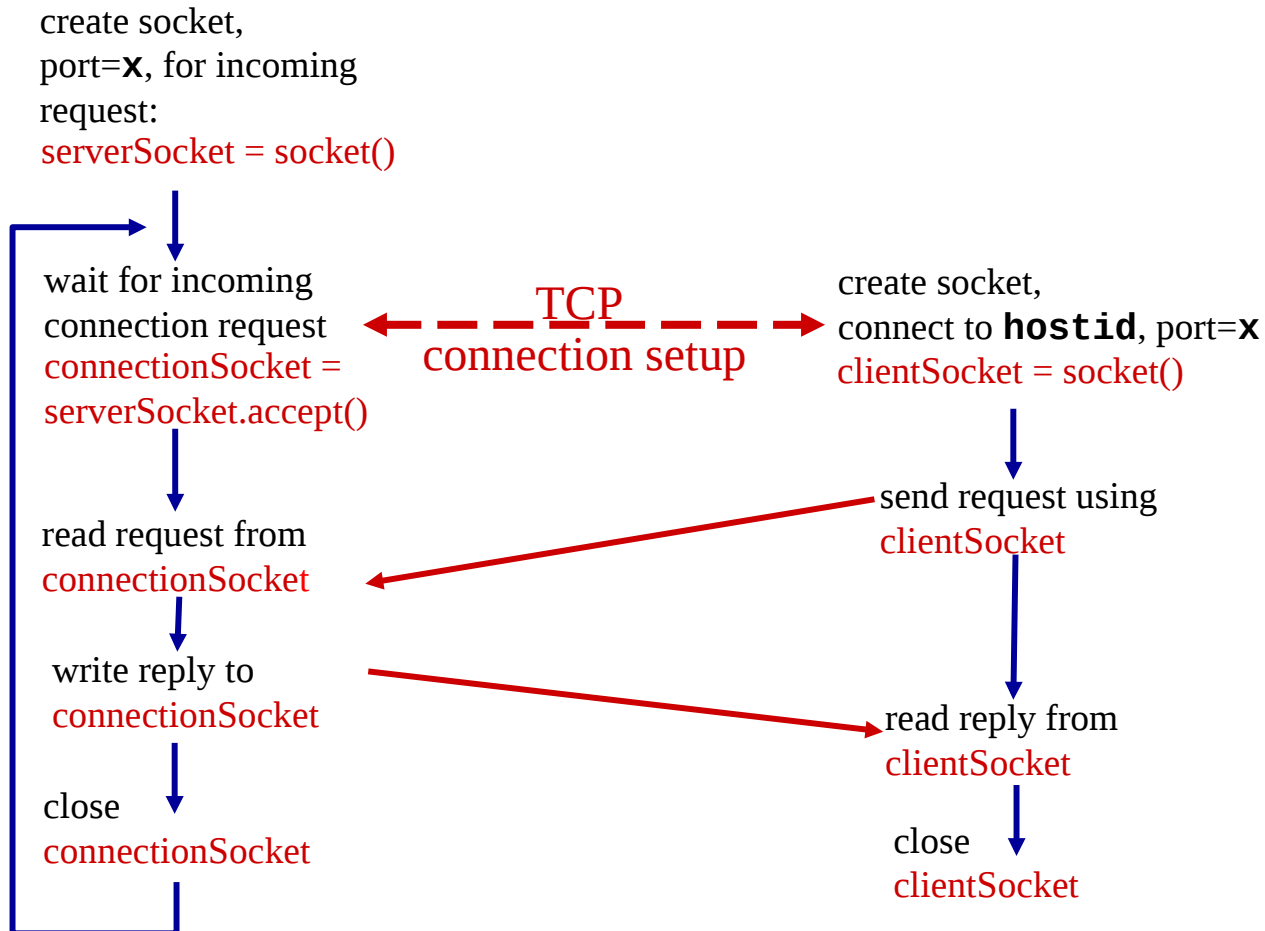 create socket,
port=x, for incoming
request:
serverSocket = socket()
wait for incoming
connection request
connectionSocket =
serverSocket.accept()
TCP
connection setup
create socket,
connect to hostid, port=x
clientSocket = socket()
send request using
clientSocket
read request from
connectionSocket
write reply to
connectionSocket
read reply from
clientSocket
close
connectionSocket
close
clientSocket